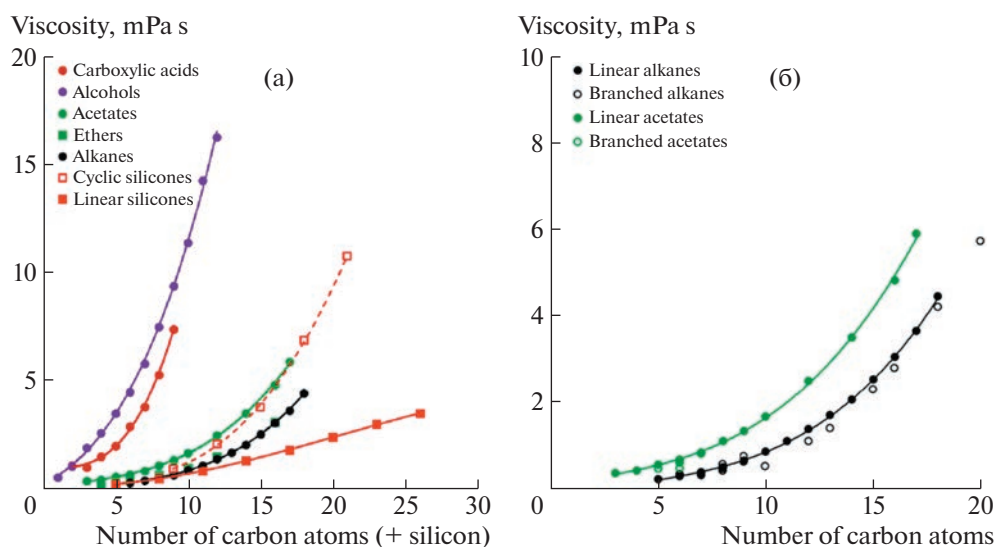 Viscosity, mPa s
20
15
10
5
0
5
10
15
20
25
30
Number of carbon atoms (+ silicon)
Carboxylic acids
Alcohols
Acetates
Ethers
Alkanes
Cyclic silicones
Linear silicones
(а)
Viscosity, mPa s
10
8
6
4
2
0
5
10
15
20
Number of carbon atoms
Linear alkanes
Branched alkanes
Linear acetates
Branched acetates
(б)